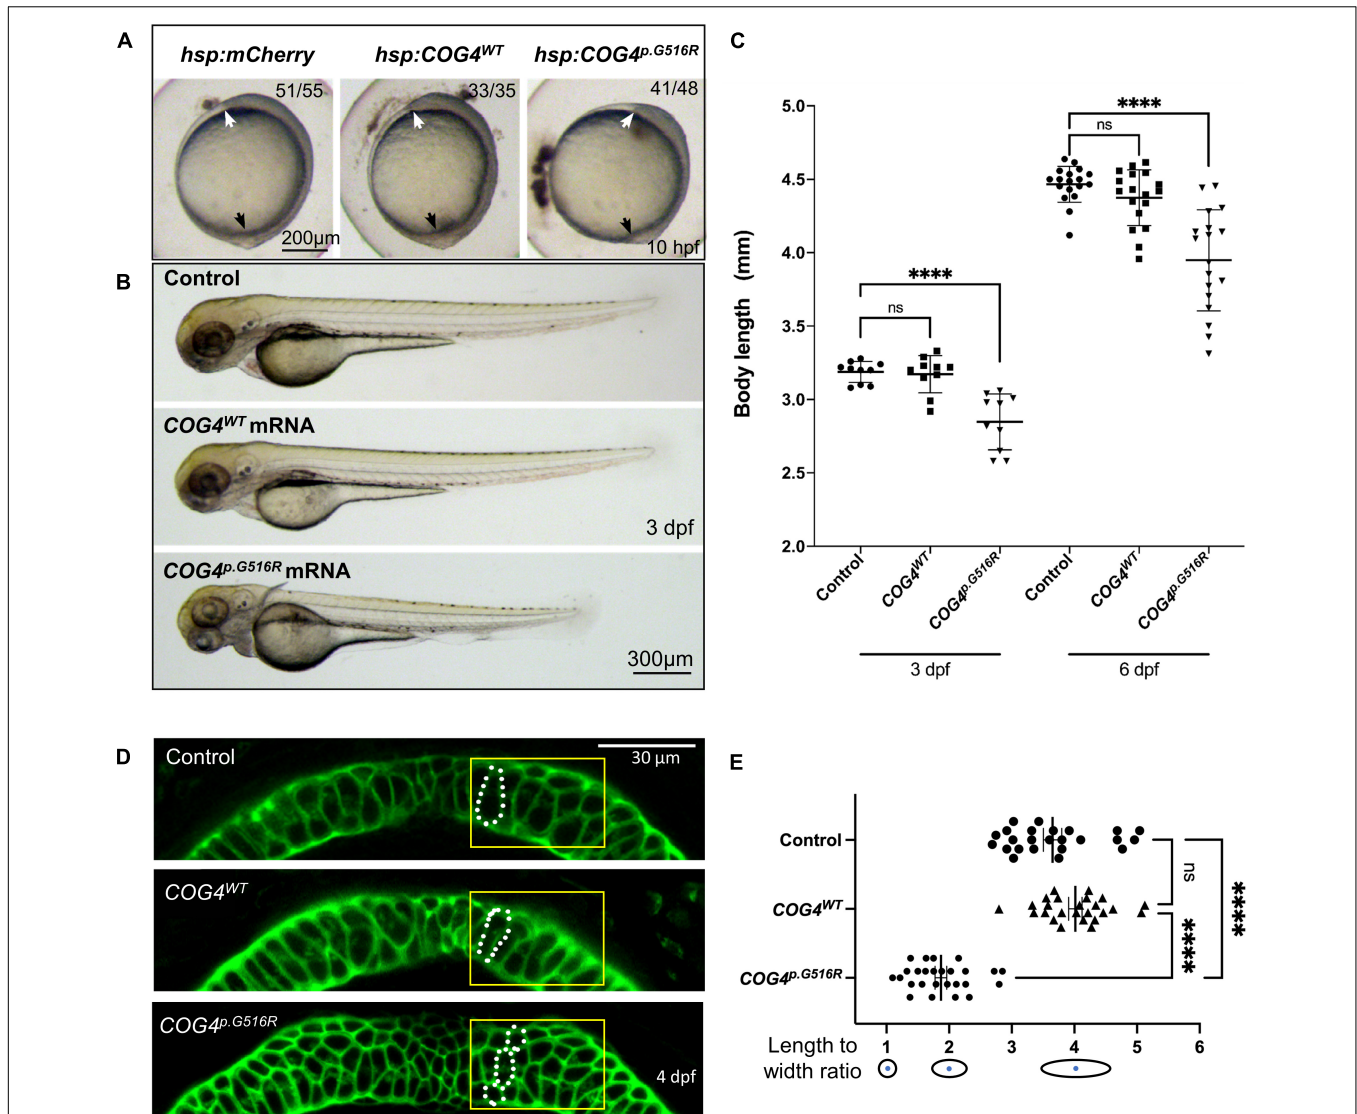 A
hsp:mCherry
hsp:COG4WT
hsp:COG4p.G516R
51/55
33/35
41/48
200µm
10 hpf
B
Control
COG4WT mRNA
3 dpf
COG4p.G516R mRNA
300µm
C
Body length (mm)
5.0
4.5
4.0
3.5
3.0
2.5
2.0
****
ns
****
ns
Control
COG4WT
COG4p.G516R
Control
COG4WT
COG4p.G516R
3 dpf
6 dpf
D
Control
30 µm
COG4WT
COG4p.G516R
4 dpf
E
Control
COG4WT
COG4p.G516R
ns
****
****
1 2 3 4 5 6
Length to
width ratio